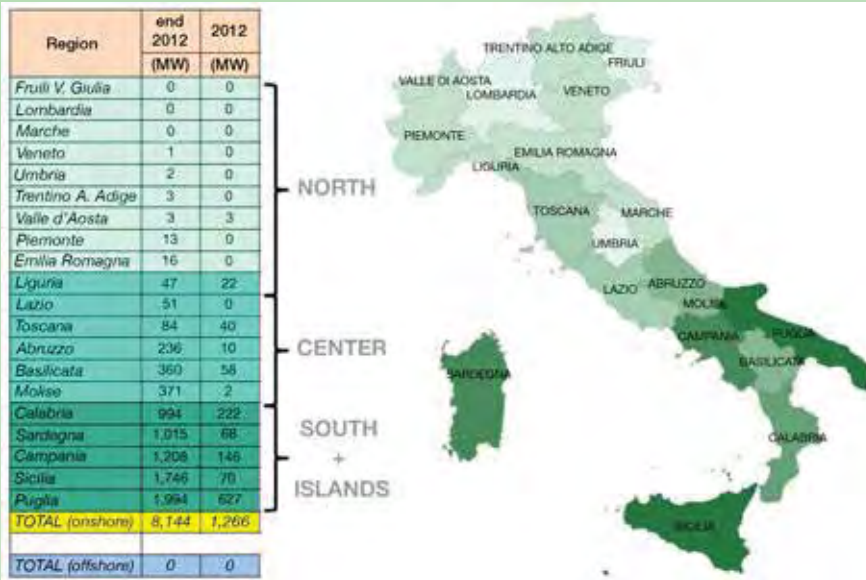 Region end 2012 2012
(MW) (MW)
Fruili V. Giulia 0 0
Lombardia 0 0
Marche 0 0
Veneto 1 0
Umbria 2 0
Trentino A. Adige 3 0
Valle d'Aosta 3 3
Piemonte 13 0
Emilia Romagna 16 0
Liguria 47 22
Lazio 51 0
Toscana 84 40
Abruzzo 236 10
Basilicata 360 58
Molise 371 2
Calabria 994 222
Sardegna 1,015 68
Campania 1,208 146
Sicilia 1,746 70
Puglia 1,994 627
TOTAL (onshore) 8,144 1,266
TOTAL (offshore) 0 0
NORTH
CENTER
SOUTH
+
ISLANDS
TRENTINO ALTO ADIGE
FRIULI
VALLE DI AOSTA
LOMBARDIA
VENETO
PIEMONTE
EMILIA ROMAGNA
LIGURIA
TOSCANA
MARCHE
UMBRIA
LAZIO
ABRUZZO
MOLISE
CAMPANIA
PUGLIA
BASILICATA
SARDEGNA
CALABRIA
SICILIA